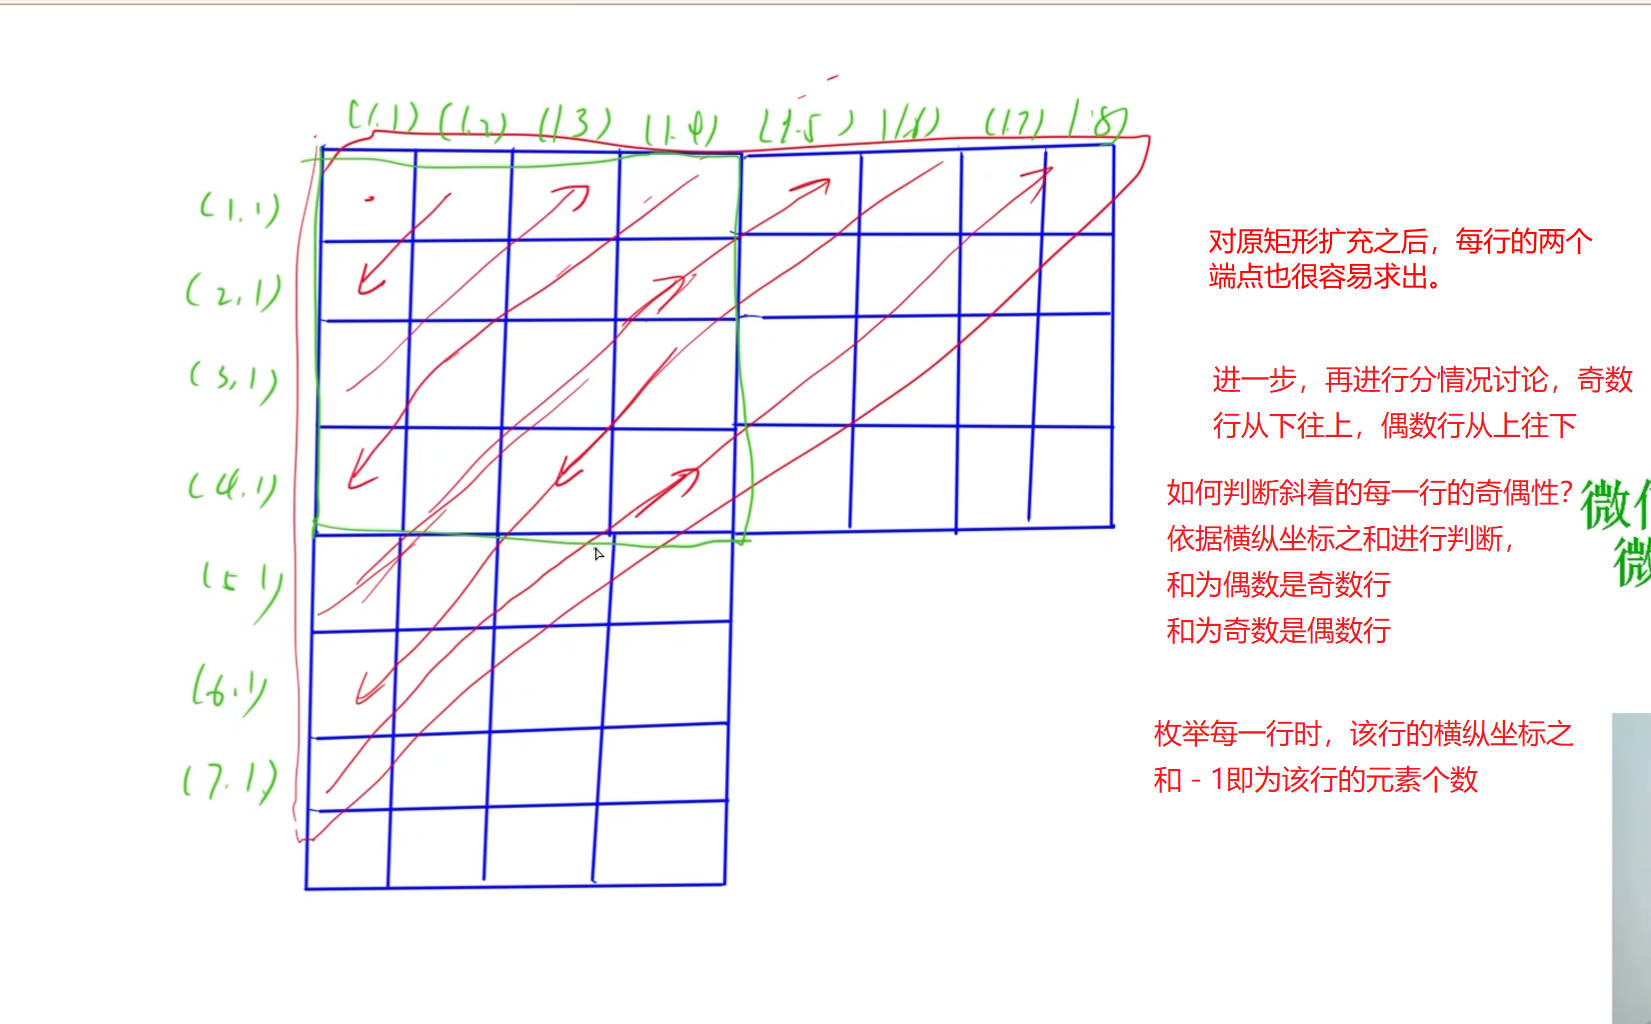 (1.1) (1.2) (1 3) (1.4) (1.5) 1.6) (1.7) 1.8)
(1,1)
(2,1)
(3,1)
(4.1)
(5 1)
(6.1)
(7.1)
对原矩形扩充之后，每行的两个
端点也很容易求出。
进一步，再进行分情况讨论，奇数
行从下往上，偶数行从上往下
如何判断斜着的每一行的奇偶性?
依据横纵坐标之和进行判断，
和为偶数是奇数行
和为奇数是偶数行
枚举每一行时，该行的横纵坐标之
和 - 1即为该行的元素个数
微
微